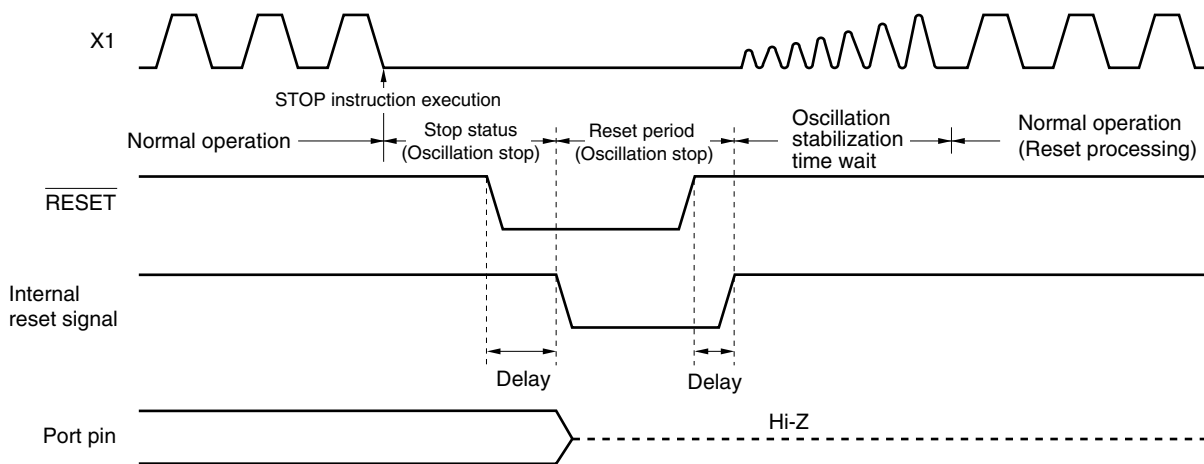 X1
STOP instruction execution
Normal operation
Stop status
(Oscillation stop)
Reset period
(Oscillation stop)
Oscillation
stabilization
time wait
Normal operation
(Reset processing)
RESET
Internal
reset signal
Delay
Delay
Port pin
Hi-Z